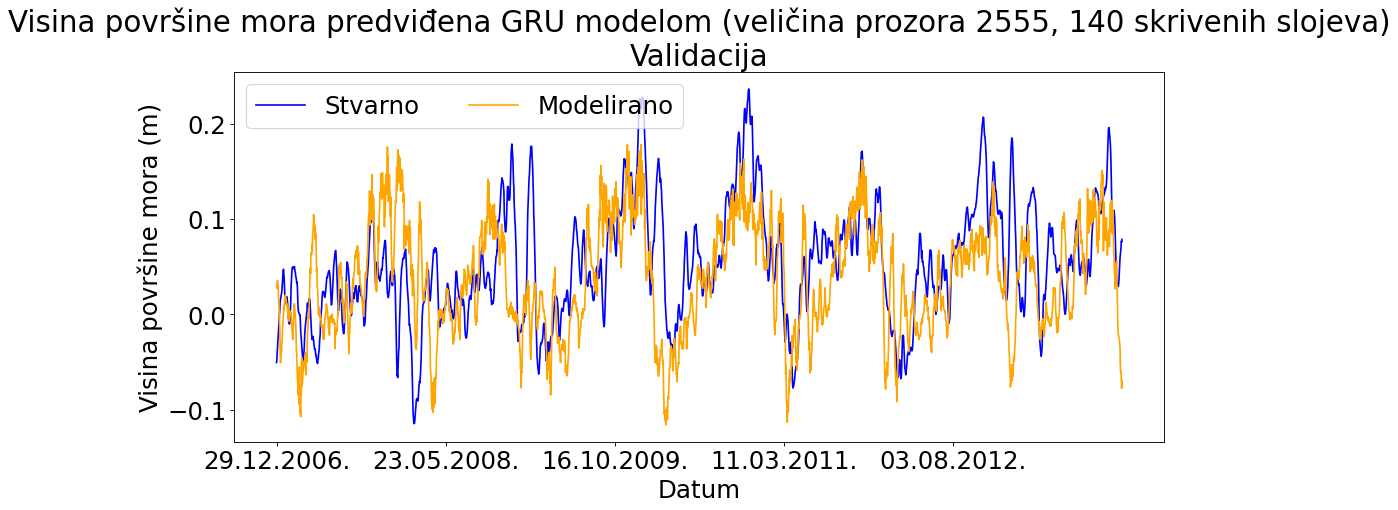 Visina površine mora predviđena GRU modelom (veličina prozora 2555, 140 skrivenih slojeva)
Validacija
Stvarno
Modelirano
Visina površine mora (m)
0.2
0.1
0.0
−0.1
29.12.2006.
23.05.2008.
16.10.2009.
11.03.2011.
03.08.2012.
Datum